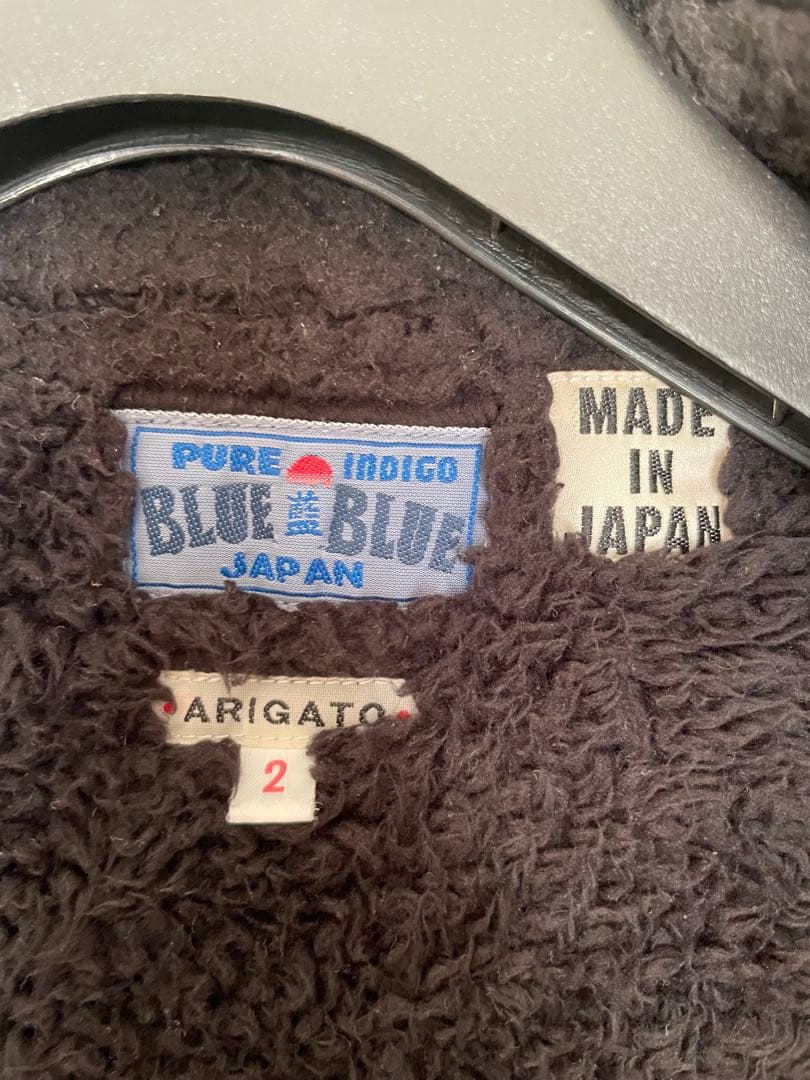 PURE INDIGO
BLUE 藍 BLUE
JAPAN
MADE
IN
JAPAN
ARIGATO
2